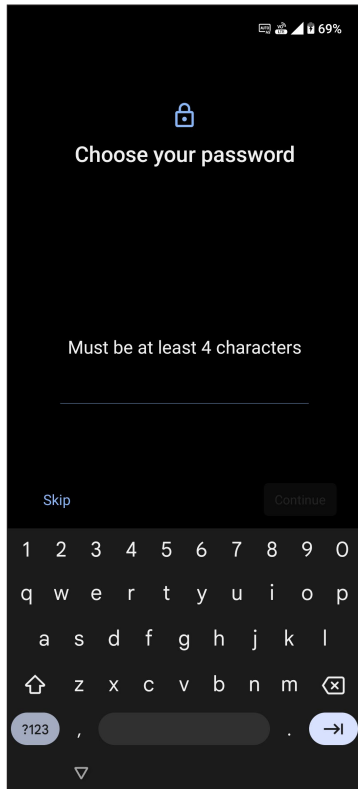 69%
Choose your password
Must be at least 4 characters
Skip
Continue
1 2 3 4 5 6 7 8 9 0
q w e r t y u i o p
a s d f g h j k l
z x c v b n m
?123 , .